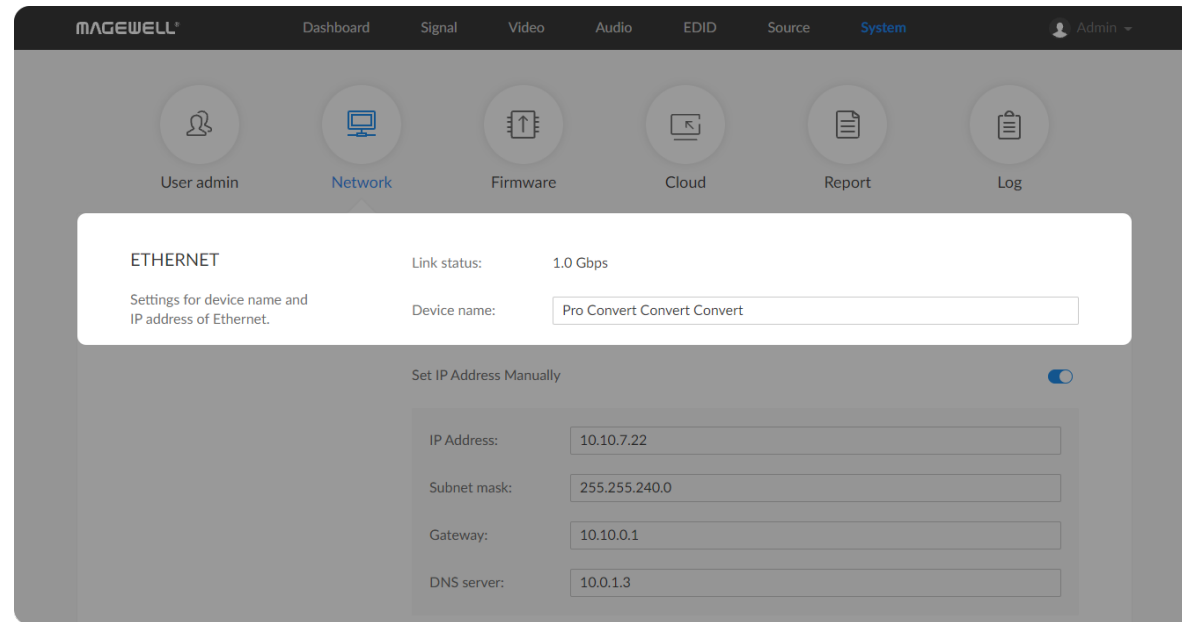 MAGEWELL®
Dashboard Signal Video Audio EDID Source System Admin
User admin Network Firmware Cloud Report Log
ETHERNET
Settings for device name and
IP address of Ethernet.
Link status: 1.0 Gbps
Device name: Pro Convert Convert Convert
Set IP Address Manually
IP Address: 10.10.7.22
Subnet mask: 255.255.240.0
Gateway: 10.10.0.1
DNS server: 10.0.1.3